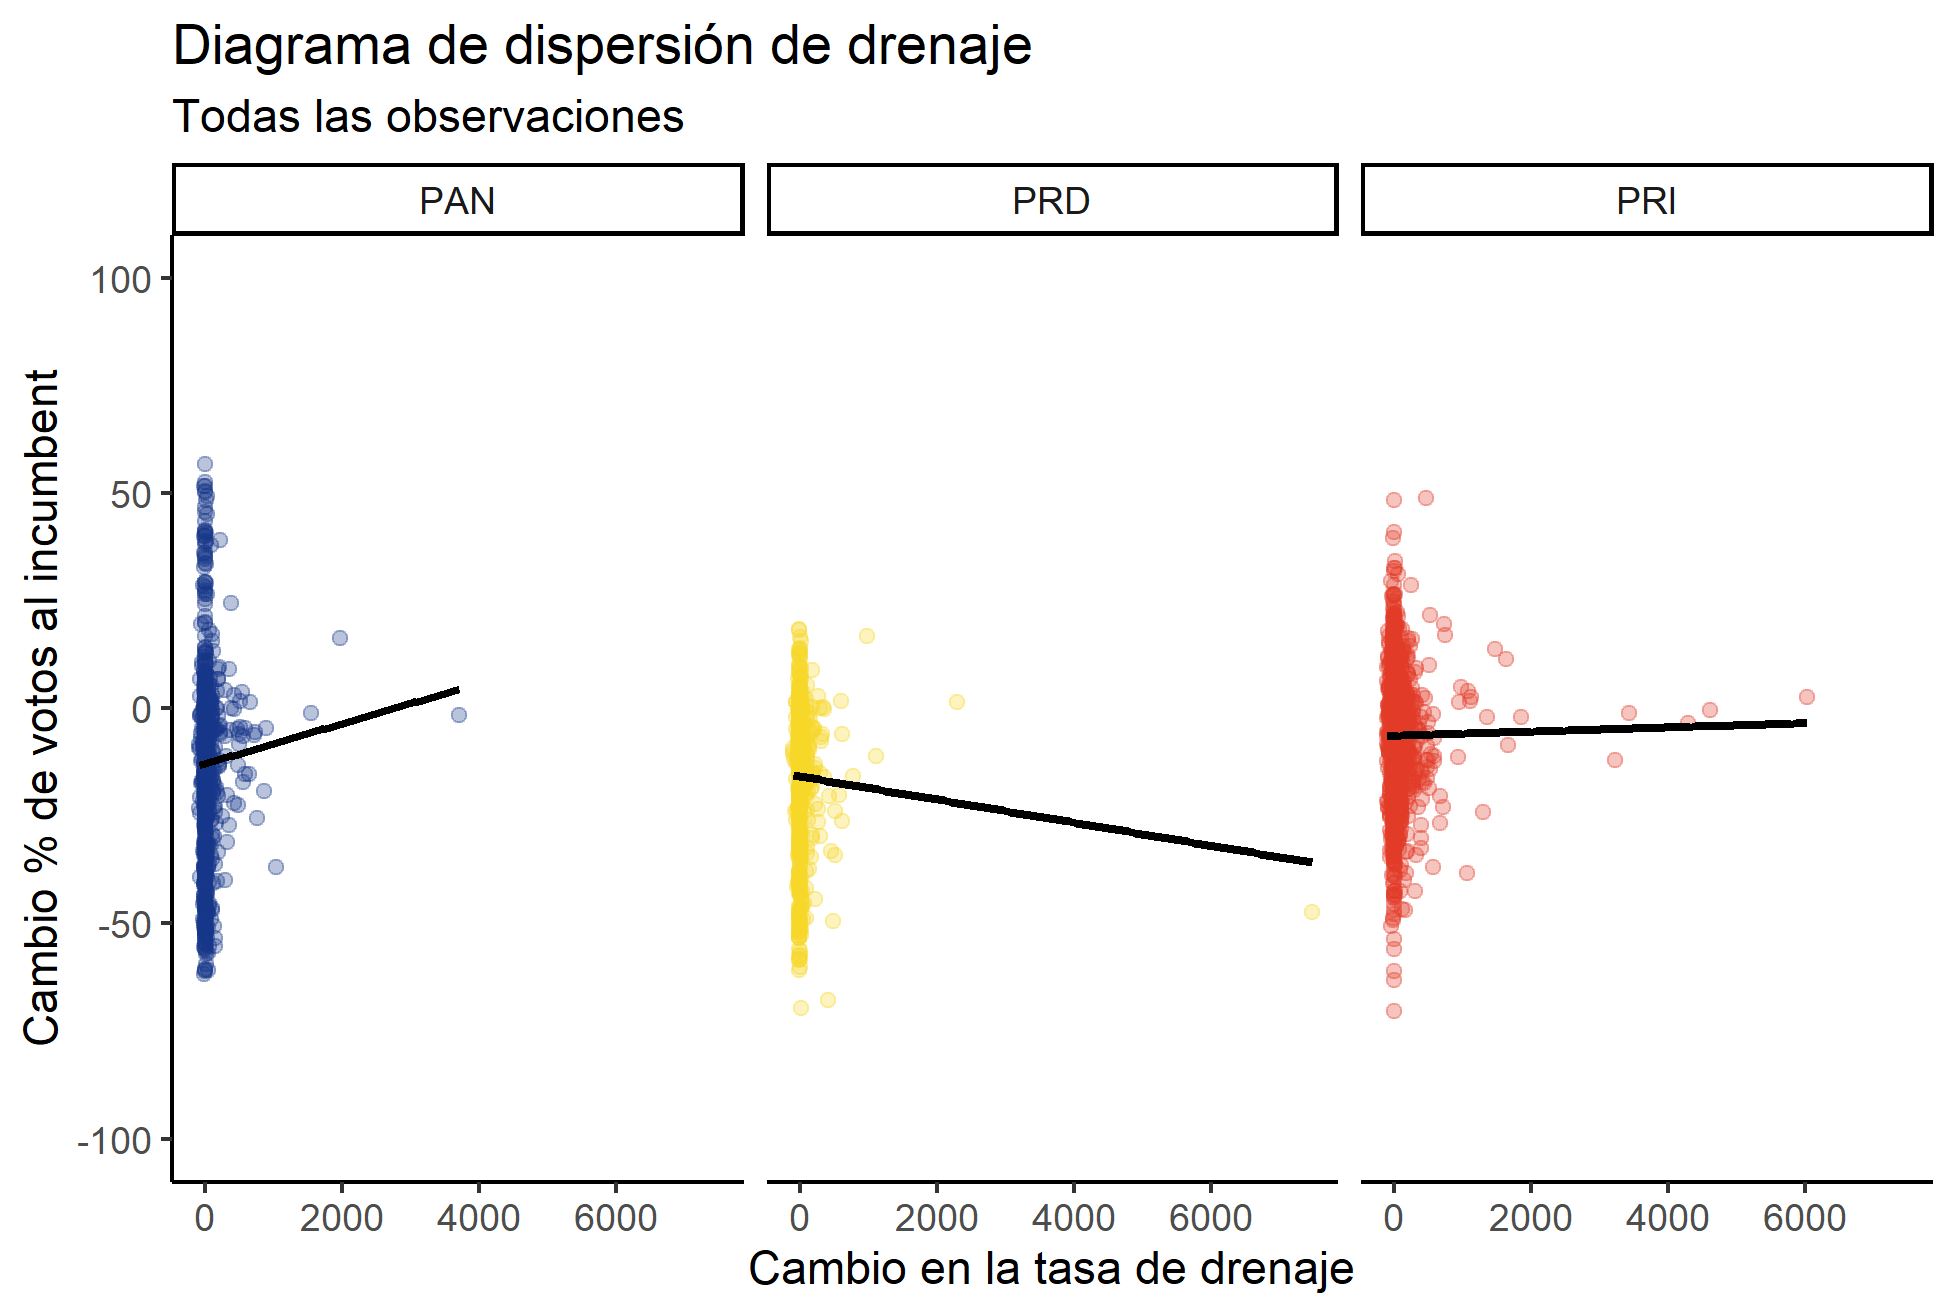 Diagrama de dispersión de drenaje
Todas las observaciones
PAN
PRD
PRI
Cambio % de votos al incumbent
100
50
0
-50
-100
0 2000 4000 6000
0 2000 4000 6000
0 2000 4000 6000
Cambio en la tasa de drenaje